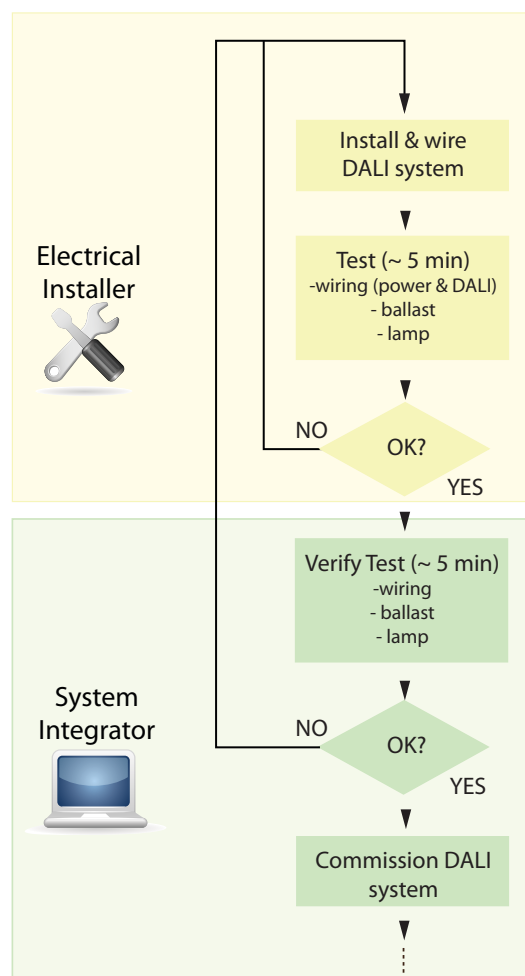 Install & wire
DALI system
Electrical
Installer
Test (~ 5 min)
-wiring (power & DALI)
- ballast
- lamp
NO
OK?
YES
Verify Test (~ 5 min)
-wiring
- ballast
- lamp
System
Integrator
NO
OK?
YES
Commission DALI
system